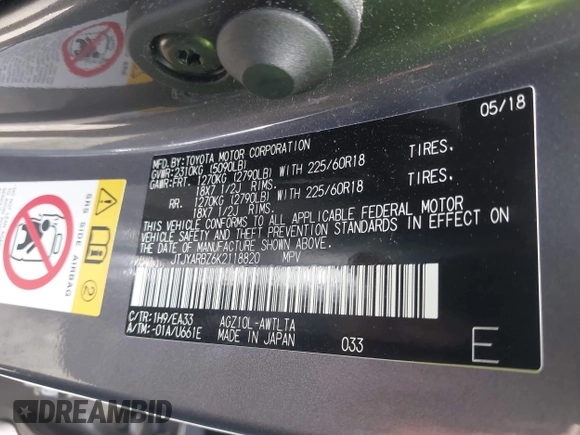 05/18
MFD. BY: TOYOTA MOTOR CORPORATION
GVWR: 2310KG (5090LB)
GAWR: FRT. 1270KG (2790LB) WITH 225/60R18 TIRES,
18X7 1/2J RIMS.
RR. 1270KG (2790LB) WITH 225/60R18 TIRES,
18X7 1/2J RIMS.
THIS VEHICLE CONFORMS TO ALL APPLICABLE FEDERAL MOTOR
VEHICLE SAFETY AND THEFT PREVENTION STANDARDS IN EFFECT ON
THE DATE OF MANUFACTURE SHOWN ABOVE.
JTJYARBZ6K2118820 MPV
C/TR: 1H9/EA33 AGZ10L-AWTLTA
A/TM: -01A/U661E MADE IN JAPAN 033
E
SRS SIDE AIRBAG
2
DREAMBID